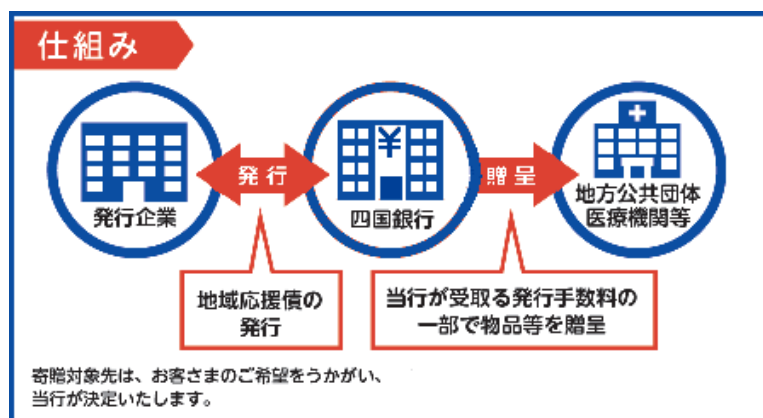 仕組み
発行企業
発行
¥
四国銀行
贈呈
地方公共団体
医療機関等
地域応援債の
発行
当行が受取る発行手数料の
一部で物品等を贈呈
寄贈対象先は、お客さまのご希望をうかがい、
当行が決定いたします。